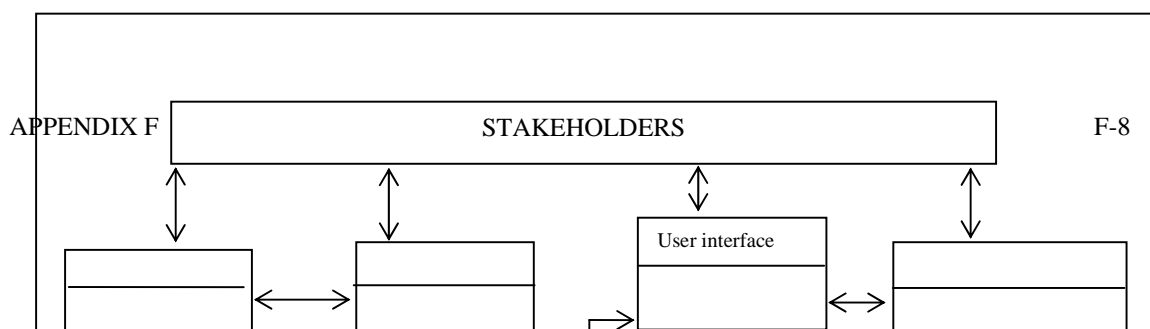 APPENDIX F STAKEHOLDERS F-8
User interface